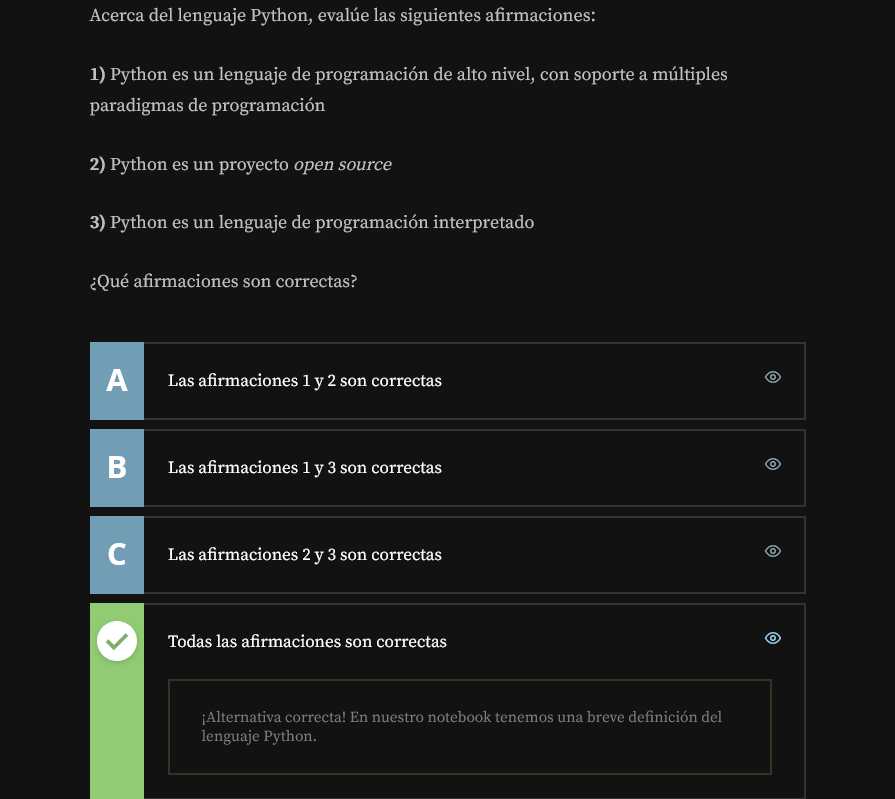 Acerca del lenguaje Python, evalúe las siguientes afirmaciones:
1) Python es un lenguaje de programación de alto nivel, con soporte a múltiples
paradigmas de programación
2) Python es un proyecto open source
3) Python es un lenguaje de programación interpretado
¿Qué afirmaciones son correctas?
A Las afirmaciones 1 y 2 son correctas
B Las afirmaciones 1 y 3 son correctas
C Las afirmaciones 2 y 3 son correctas
Todas las afirmaciones son correctas
¡Alternativa correcta! En nuestro notebook tenemos una breve definición del
lenguaje Python.